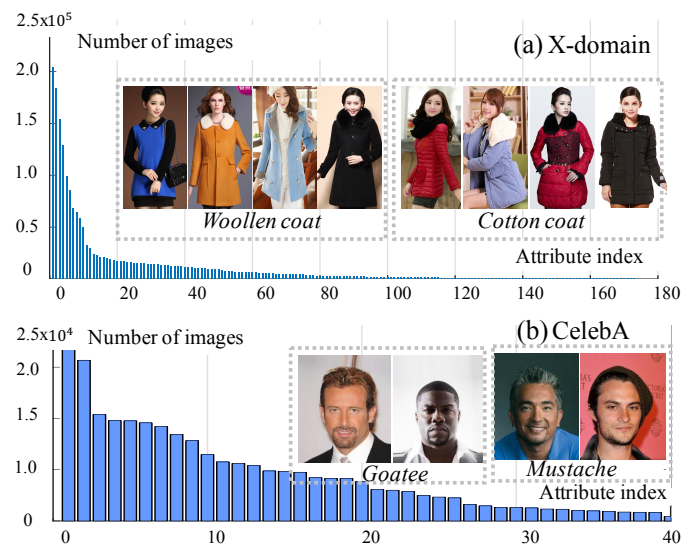 2.5x10⁵
Number of images
(a) X-domain
2.0
1.5
1.0
0.5
0
Woollen coat
Cotton coat
Attribute index
0 20 40 60 80 100 120 140 160 180
2.5x10⁴
Number of images
(b) CelebA
2.0
1.5
1.0
0.5
0
Goatee
Mustache
Attribute index
0 10 20 30 40